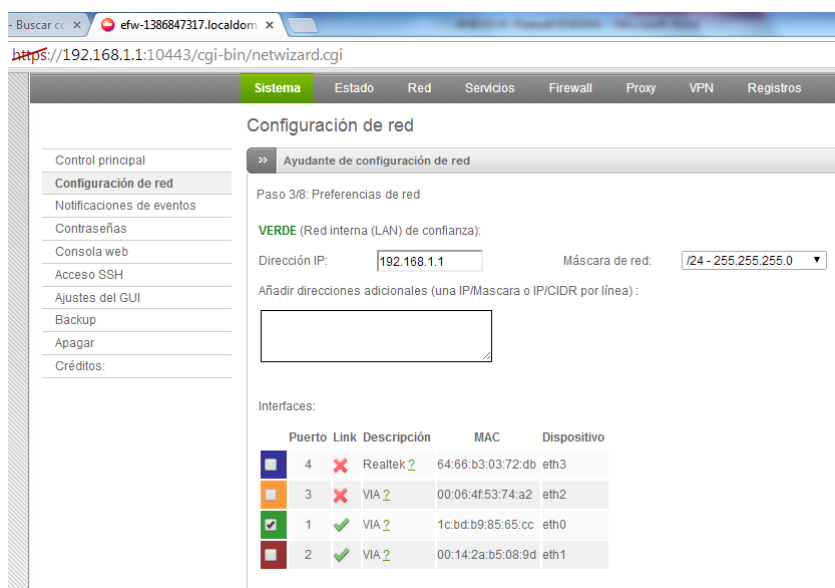 - Buscar cc
efw-1386847317.localdom
https://192.168.1.1:10443/cgi-bin/netwizard.cgi
Sistema Estado Red Servicios Firewall Proxy VPN Registros
Configuración de red
Control principal
Configuración de red
Notificaciones de eventos
Contraseñas
Consola web
Acceso SSH
Ajustes del GUI
Backup
Apagar
Créditos:
» Ayudante de configuración de red
Paso 3/8: Preferencias de red
VERDE (Red interna (LAN) de confianza):
Dirección IP: 192.168.1.1 Máscara de red: /24 - 255.255.255.0
Añadir direcciones adicionales (una IP/Mascara o IP/CIDR por línea) :
Interfaces:
Puerto Link Descripción MAC Dispositivo
4 Realtek ? 64:66:b3:03:72:db eth3
3 VIA ? 00:06:4f:53:74:a2 eth2
1 VIA ? 1c:bd:b9:85:65:cc eth0
2 VIA ? 00:14:2a:b5:08:9d eth1